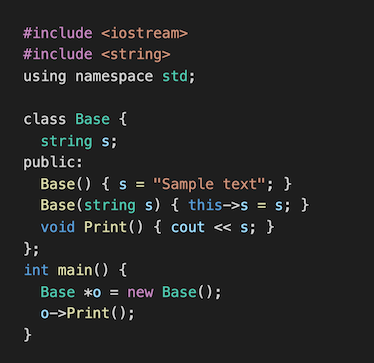 #include <iostream>
#include <string>
using namespace std;

class Base {
  string s;
public:
  Base() { s = "Sample text"; }
  Base(string s) { this->s = s; }
  void Print() { cout << s; }
};
int main() {
  Base *o = new Base();
  o->Print();
}